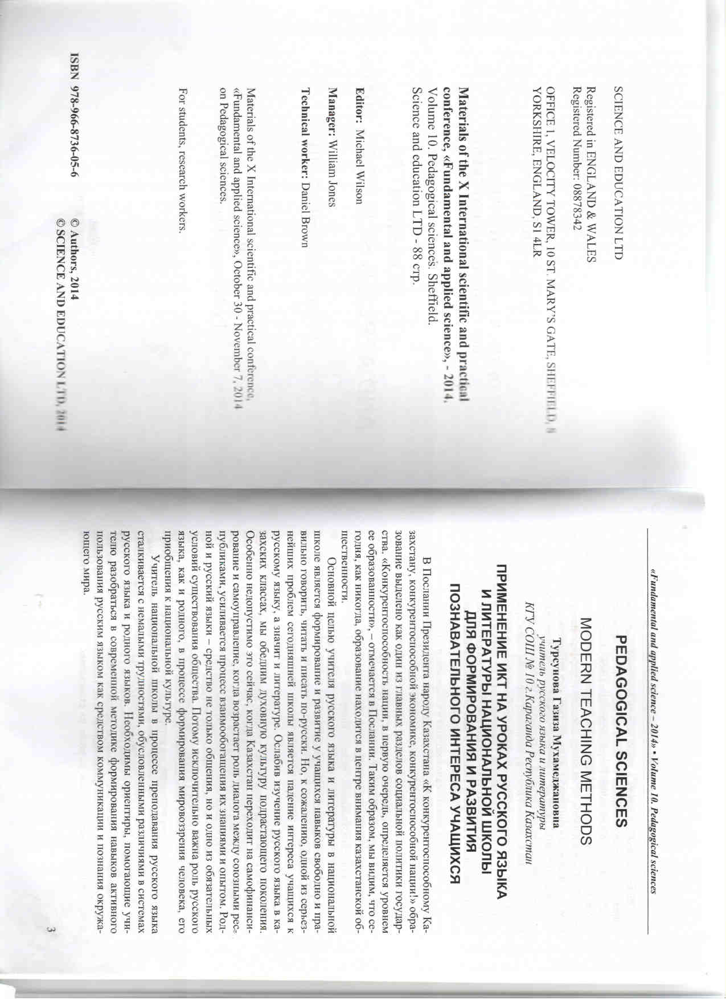 SCIENCE AND EDUCATION LTD
Registered in ENGLAND & WALES
Registered Number: 08878342
OFFICE 1, VELOCITY TOWER, 10 ST. MARY'S GATE, SHEFFIELD, S
YORKSHIRE, ENGLAND, S1 4LR
Materials of the X International scientific and practical
conference, «Fundamental and applied science», - 2014.
Volume 10. Pedagogical sciences. Sheffield.
Science and education LTD - 88 стр.
Editor: Michael Wilson
Manager: William Jones
Technical worker: Daniel Brown
Materials of the X International scientific and practical conference,
«Fundamental and applied science», October 30 - November 7, 2014
on Pedagogical sciences.
For students, research workers.
© Authors, 2014
ISBN 978-966-8736-05-6
© SCIENCE AND EDUCATION LTD, 2014
«Fundamental and applied science – 2014» • Volume 10. Pedagogical sciences
PEDAGOGICAL SCIENCES
MODERN TEACHING METHODS
Турсунова Газиза Мухамеджановна
учитель русского языка и литературы
КГУ СОШ № 10 г.Караганда Республика Казахстан
ПРИМЕНЕНИЕ ИКТ НА УРОКАХ РУССКОГО ЯЗЫКА
И ЛИТЕРАТУРЫ НАЦИОНАЛЬНОЙ ШКОЛЫ
ДЛЯ ФОРМИРОВАНИЯ И РАЗВИТИЯ
ПОЗНАВАТЕЛЬНОГО ИНТЕРЕСА УЧАЩИХСЯ
В Послании Президента народу Казахстана «К конкурентоспособному Ка-
захстану, конкурентоспособной экономике, конкурентоспособной нации!» обра-
зование выделено как один из главных разделов социальной политики государ-
ства. «Конкурентоспособность нации, в первую очередь, определяется уровнем
ее образованности», – отмечается в Послании. Таким образом, мы видим, что се-
годня, как никогда, образование находится в центре внимания казахстанской об-
щественности.
Основной целью учителя русского языка и литературы в национальной
школе является формирование и развитие у учащихся навыков свободно и пра-
вильно говорить, читать и писать по-русски. Но, к сожалению, одной из серьез-
нейших проблем сегодняшней школы является падение интереса учащихся к
русскому языку, а значит и литературе. Ослабив изучение русского языка в ка-
захских классах, мы обедним духовную культуру подрастающего поколения.
Особенно недопустимо это сейчас, когда Казахстан переходит на самофинанси-
рование и самоуправление, когда возрастает роль диалога между союзными рес-
публиками, усиливается процесс взаимообогащения их знаниями и опытом. Род-
ной и русский языки – средство не только общения, но и одно из обязательных
условий существования общества. Потому исключительно важна роль русского
языка, как и родного, в процессе формирования мировоззрения человека, его
приобщения к национальной культуре.
Учитель национальной школы в процессе преподавания русского языка
сталкивается с немалыми трудностями, обусловленными различиями в системах
русского языка и родного языков. Необходимы ориентиры, помогающие учи-
телю разобраться в современной методике формирования навыков активного
пользования русским языком как средством коммуникации и познания окружа-
ющего мира.
3